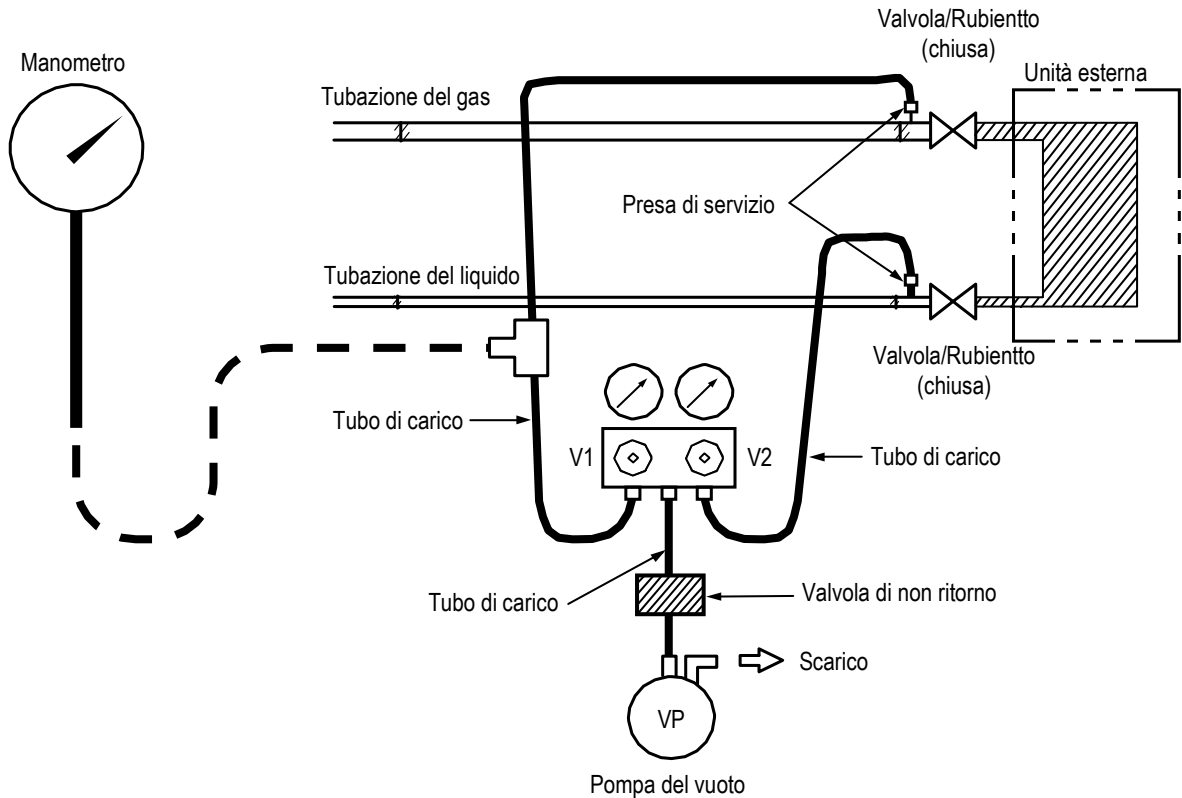 Valvola/Rubientto
(chiusa)
Manometro
Unità esterna
Tubazione del gas
Presa di servizio
Tubazione del liquido
Valvola/Rubientto
(chiusa)
Tubo di carico
V1
V2
Tubo di carico
Tubo di carico
Valvola di non ritorno
Scarico
VP
Pompa del vuoto